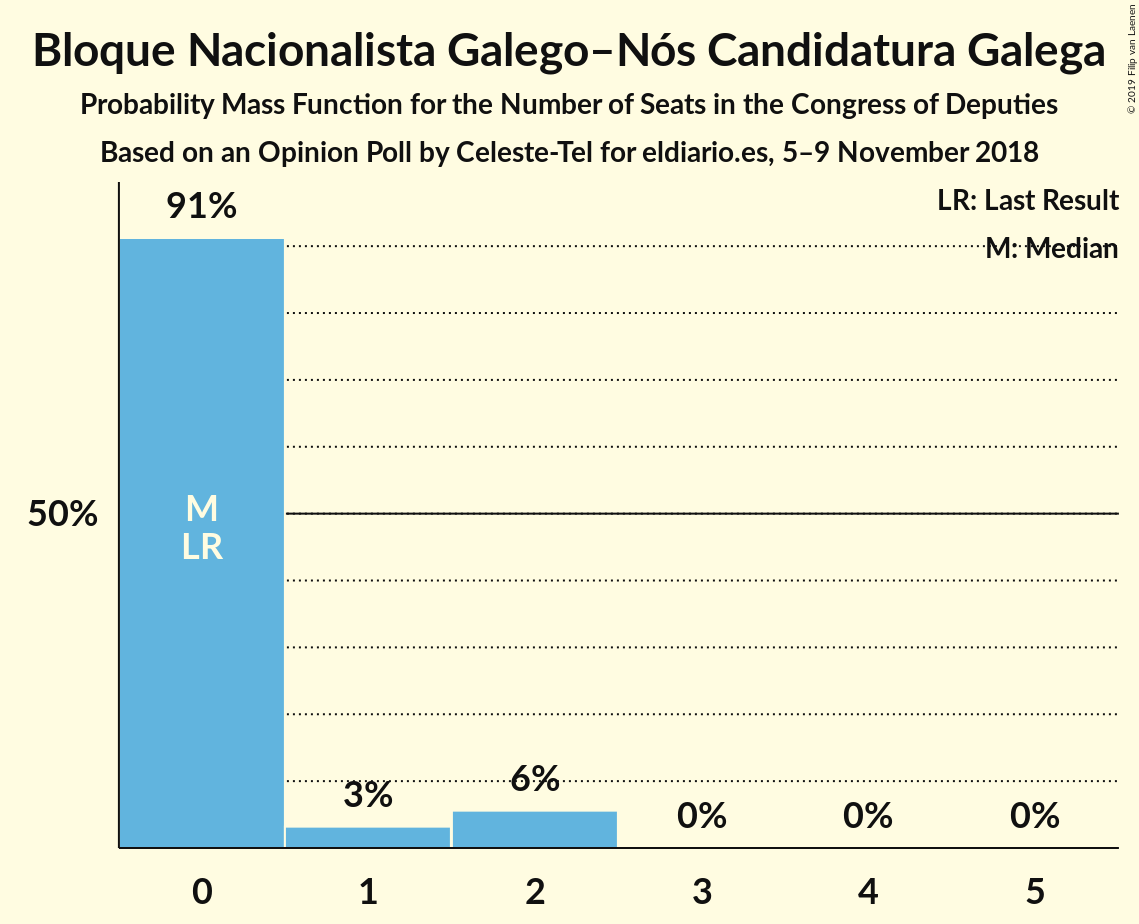 Bloque Nacionalista Galego–Nós Candidatura Galega
Probability Mass Function for the Number of Seats in the Congress of Deputies
Based on an Opinion Poll by Celeste-Tel for eldiario.es, 5–9 November 2018
© 2019 Filip van Laenen
LR: Last Result
M: Median
91%
50%
M
LR
3%
6%
0%
0%
0%
0 1 2 3 4 5